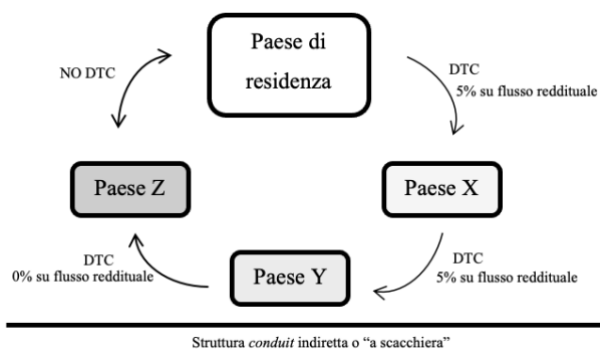 Paese di
residenza
NO DTC
DTC
5% su flusso reddituale
Paese Z
Paese X
DTC
0% su flusso reddituale
Paese Y
DTC
5% su flusso reddituale
Struttura conduit indiretta o “a scacchiera”